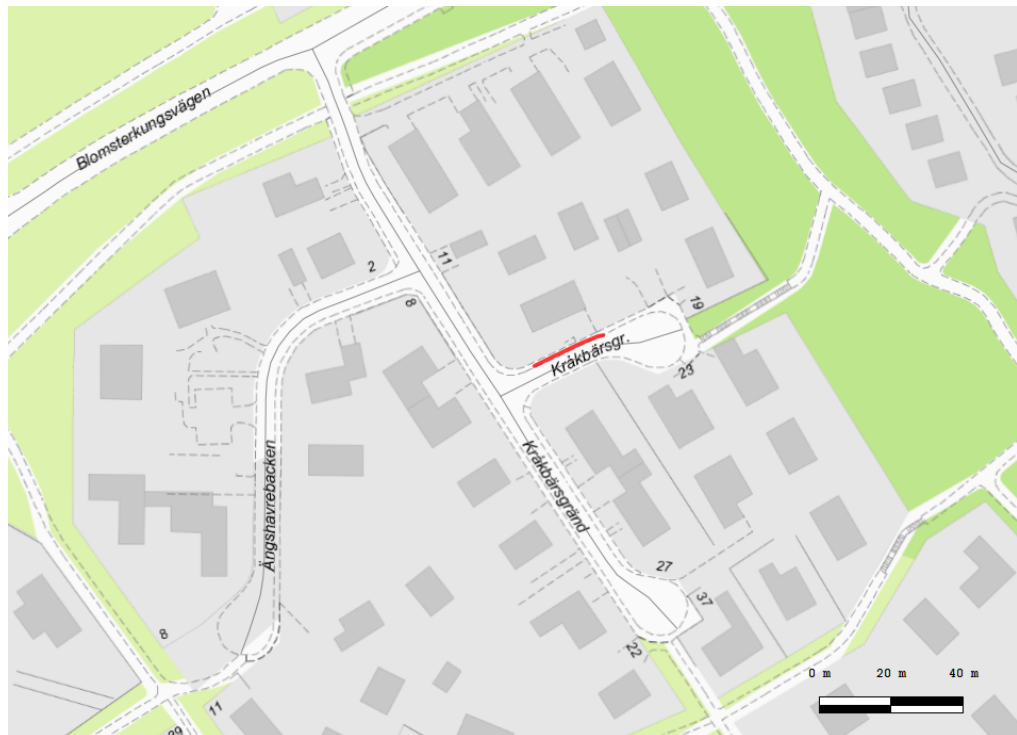 Blomsterkungsvägen
11
2
8
19
Kråkbärsgr.
23
Ängshavrebacken
Kråkbärsgränd
27
37
8
22
0 m 20 m 40 m
11
29